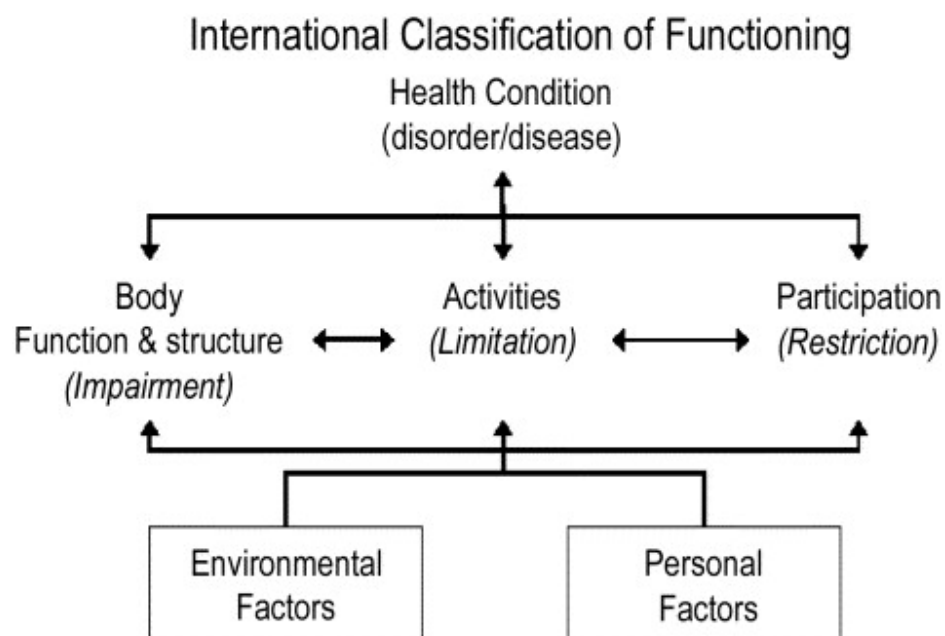 International Classification of Functioning
Health Condition
(disorder/disease)
Body
Function & structure
(Impairment)
Activities
(Limitation)
Participation
(Restriction)
Environmental
Factors
Personal
Factors